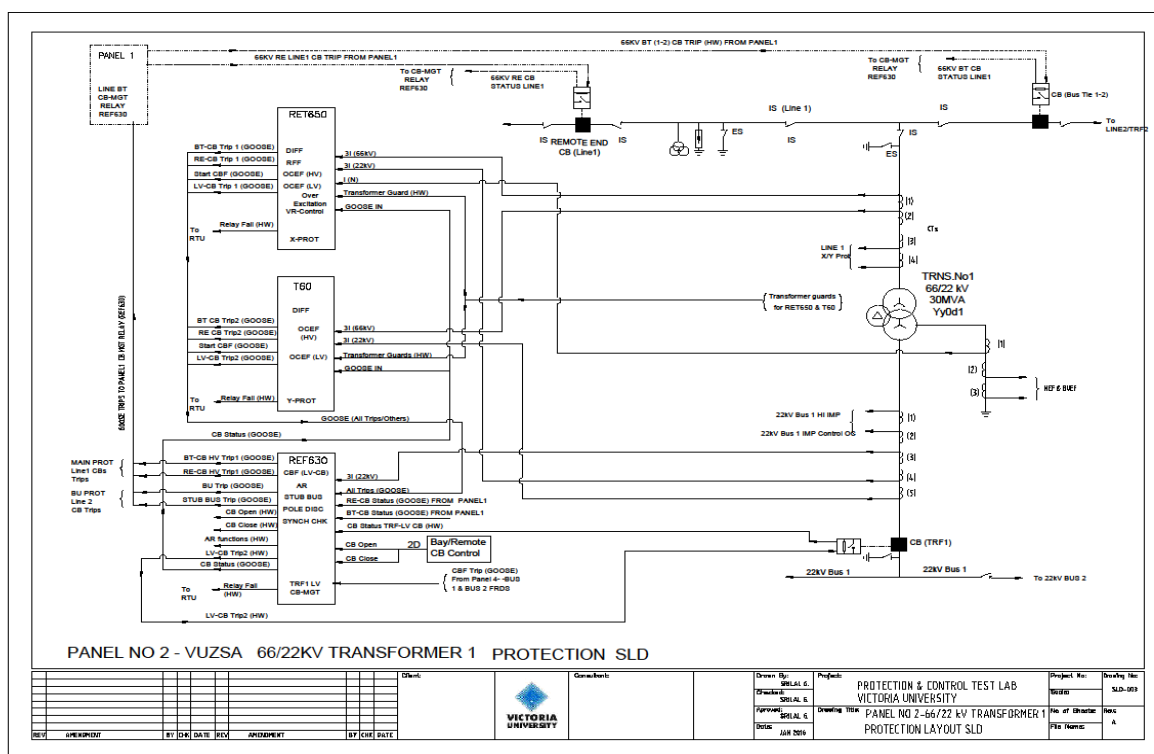 66KV BT (1-2) CB TRIP (HW) FROM PANEL1
PANEL 1
66KV RE LINE1 CB TRIP FROM PANEL1
LINE BT
CB-MGT
RELAY
REF630
To CB-MGT
RELAY
REF630
66KV RE CB
STATUS LINE1
To CB-MGT
RELAY
REF630
66KV BT CB
STATUS LINE1
CB (Bus Tie 1-2)
IS (Line 1)
IS
IS
IS
REMOTE END
CB (Line1)
ES
IS
IS
ES
To
LINE2/TRF2
RET650
DIFF
RFF
OCEF (HV)
OCEF (LV)
Over
Excitation
VR-Control
X-PROT
BT-CB Trip 1 (GOOSE)
RE-CB Trip 1 (GOOSE)
Start CBF (GOOSE)
LV-CB Trip 1 (GOOSE)
To
RTU
Relay Fail (HW)
3I (66kV)
3I (22kV)
I (N)
Transformer Guard (HW)
GOOSE IN
(1)
(2)
CTs
(3)
(4)
LINE 1
X/Y Prot
TRNS.No1
66/22 kV
30MVA
Yy0d1
Transformer guards
for RET650 & T60
T60
DIFF
OCEF
(HV)
OCEF (LV)
Y-PROT
BT CB Trip2 (GOOSE)
RE CB Trip2 (GOOSE)
Start CBF (GOOSE)
LV-CB Trip2 (GOOSE)
To
RTU
Relay Fail (HW)
3I (66kV)
3I (22kV)
Transformer Guards (HW)
GOOSE IN
(1)
(2)
(3)
GOOSE TRIPS TO PANEL1 CB MGT RELAY (REF630)
GOOSE (All Trips/Others)
CB Status (GOOSE)
22kV Bus 1 HI IMP
22kV Bus 1 IMP Control OC
(1)
(2)
(3)
(4)
(5)
REF630
CBF (LV-CB)
AR
STUB BUS
POLE DISC
SYNCH CHK
TRF1 LV
CB-MGT
MAIN PROT
Line1 CBs
Trips
BU PROT
Line 2
CB Trips
BT-CB HV Trip1 (GOOSE)
RE-CB HV Trip1 (GOOSE)
BU Trip (GOOSE)
STUB BUS Trip (GOOSE)
CB Open (HW)
CB Close (HW)
AR functions (HW)
LV-CB Trip2 (HW)
CB Status (GOOSE)
To
RTU
Relay Fail
(HW)
LV-CB Trip2 (HW)
3I (22kV)
All Trips (GOOSE)
RE-CB Status (GOOSE) FROM PANEL1
BT-CB Status (GOOSE) FROM PANEL1
CB Status TRF-LV CB (HW)
CB Open
CB Close
2D
Bay/Remote
CB Control
CBF Trip (GOOSE)
From Panel 4- -BUS
1 & BUS 2 FRDS
CB (TRF1)
22kV Bus 1
22kV Bus 1
To 22kV BUS 2
PANEL NO 2 - VUZSA 66/22KV TRANSFORMER 1 PROTECTION SLD
REV AMENDMENT BY CHK DATE REV AMENDMENT BY CHK DATE
Client:
VICTORIA
UNIVERSITY
Consultant:
Drawn By:
SRILAL G.
Checked:
SRILAL G.
Aproved:
SRILAL G.
Date:
JAN 2016
Project:
PROTECTION & CONTROL TEST LAB
VICTORIA UNIVERSITY
Drawing Title:
PANEL NO 2-66/22 kV TRANSFORMER 1
PROTECTION LAYOUT SLD
Project No:
No of Sheets:
File Name:
Drawing No:
SLD-003
Rev:
A